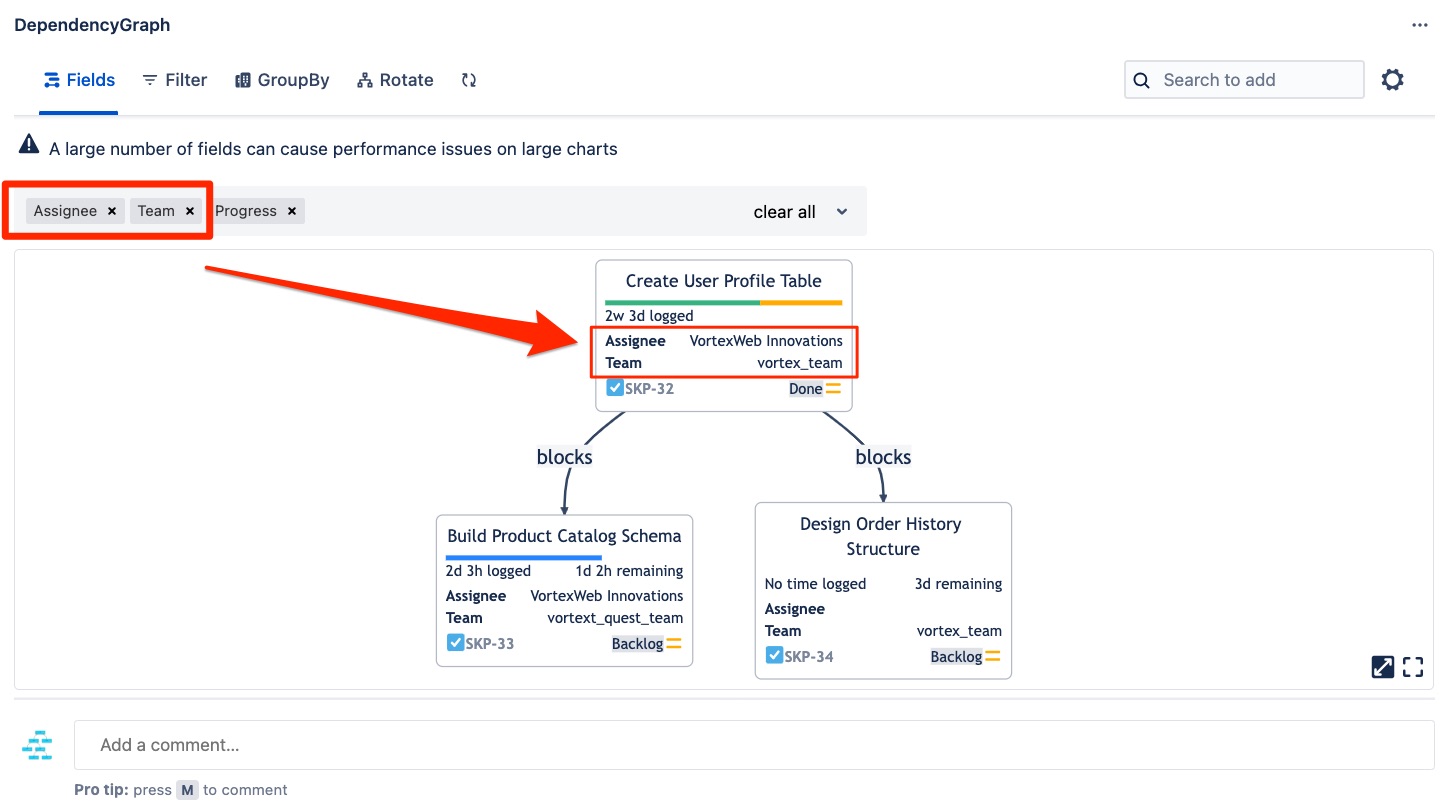 DependencyGraph
Fields Filter GroupBy Rotate Search to add
A large number of fields can cause performance issues on large charts
Assignee × Team × Progress × clear all
Create User Profile Table
2w 3d logged
Assignee VortexWeb Innovations
Team vortex_team
SKP-32 Done
blocks blocks
Build Product Catalog Schema
2d 3h logged 1d 2h remaining
Assignee VortexWeb Innovations
Team vortext_quest_team
SKP-33 Backlog
Design Order History
Structure
No time logged 3d remaining
Assignee
Team vortex_team
SKP-34 Backlog
Add a comment...
Pro tip: press M to comment